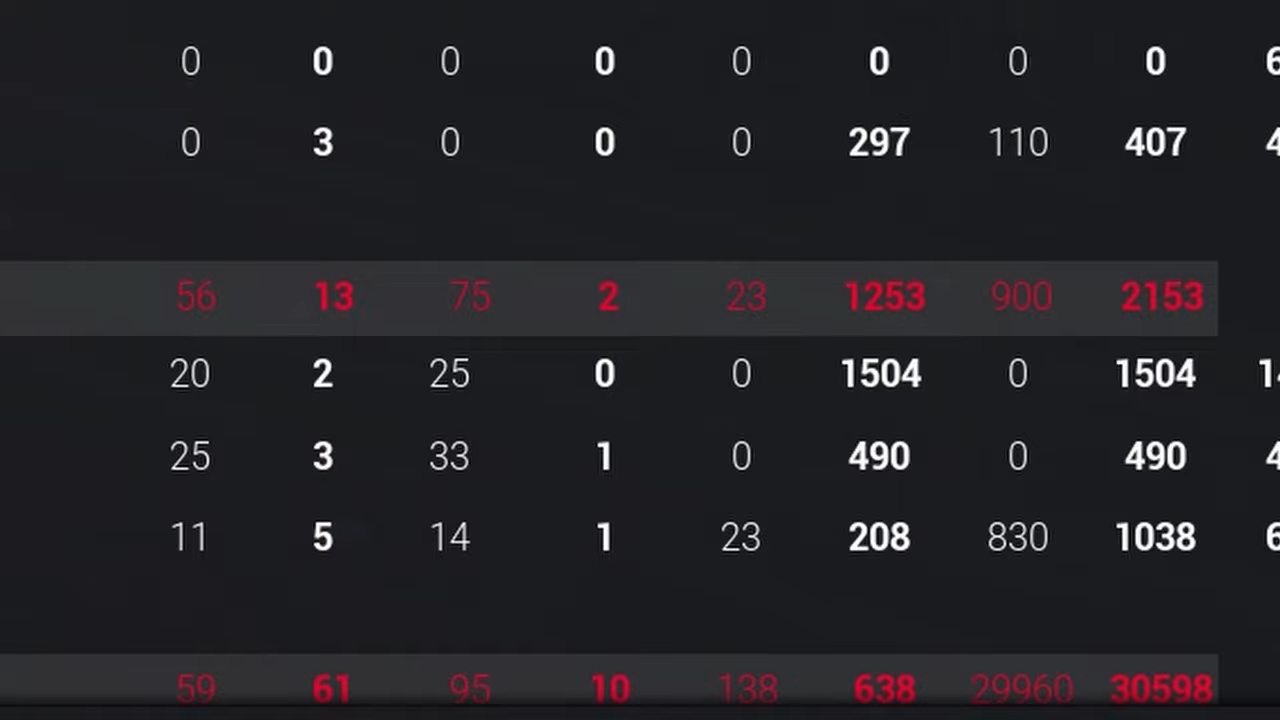 0 0 0 0 0 0 0 0
0 3 0 0 0 297 110 407
56 13 75 2 23 1253 900 2153
20 2 25 0 0 1504 0 1504
25 3 33 1 0 490 0 490
11 5 14 1 23 208 830 1038
59 61 95 10 138 638 29960 30598